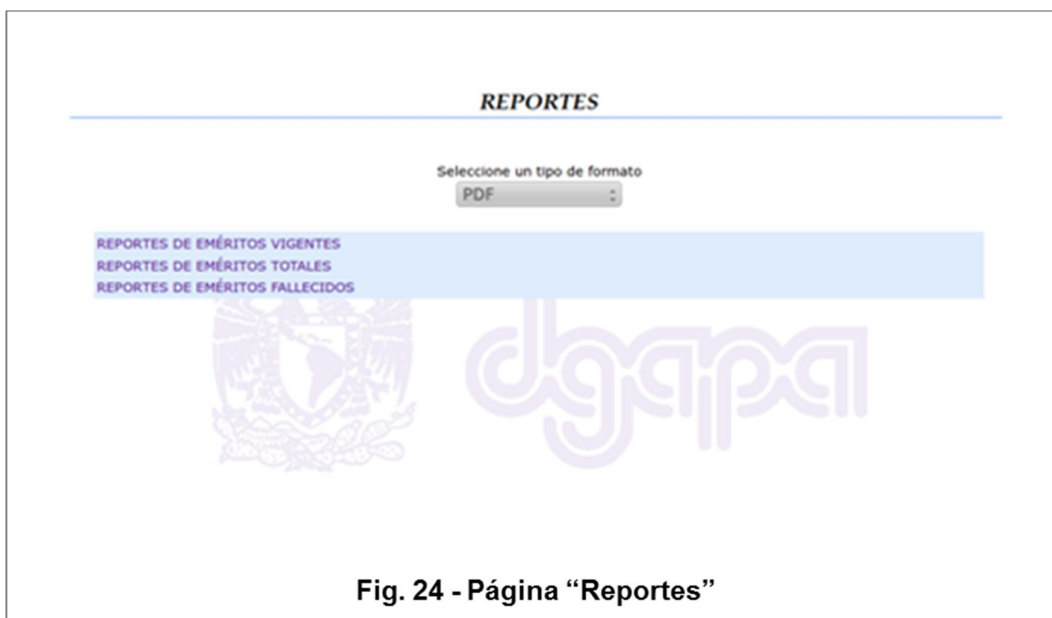 REPORTES
Seleccione un tipo de formato
PDF
REPORTES DE EMÉRITOS VIGENTES
REPORTES DE EMÉRITOS TOTALES
REPORTES DE EMÉRITOS FALLECIDOS
dgapa
Fig. 24 - Página “Reportes”